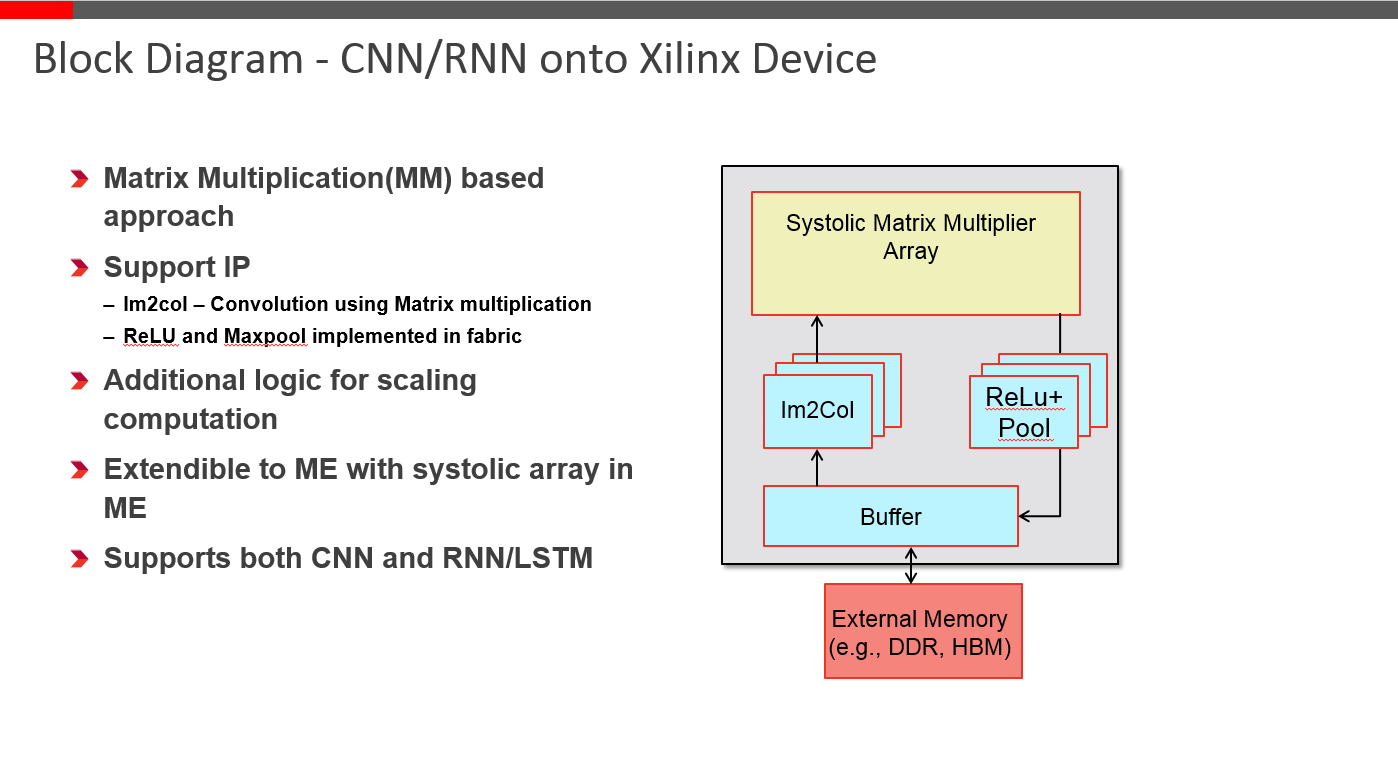 Block Diagram - CNN/RNN onto Xilinx Device
Matrix Multiplication(MM) based
approach
Support IP
– Im2col – Convolution using Matrix multiplication
– ReLU and Maxpool implemented in fabric
Additional logic for scaling
computation
Extendible to ME with systolic array in
ME
Supports both CNN and RNN/LSTM
Systolic Matrix Multiplier
Array
Im2Col
ReLu+
Pool
Buffer
External Memory
(e.g., DDR, HBM)